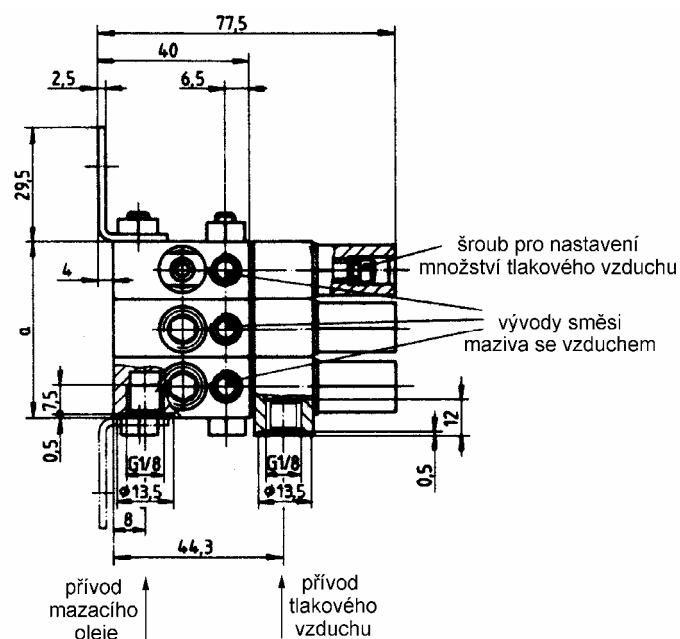 77,5
40
2,5
6,5
29,5
šroub pro nastavení
množství tlakového vzduchu
4
a
vývody směsi
maziva se vzduchem
7,5
12
0,5
0,5
G1/8
G1/8
ϕ13,5
ϕ13,5
8
44,3
přívod
mazacího
oleje
přívod
tlakového
vzduchu